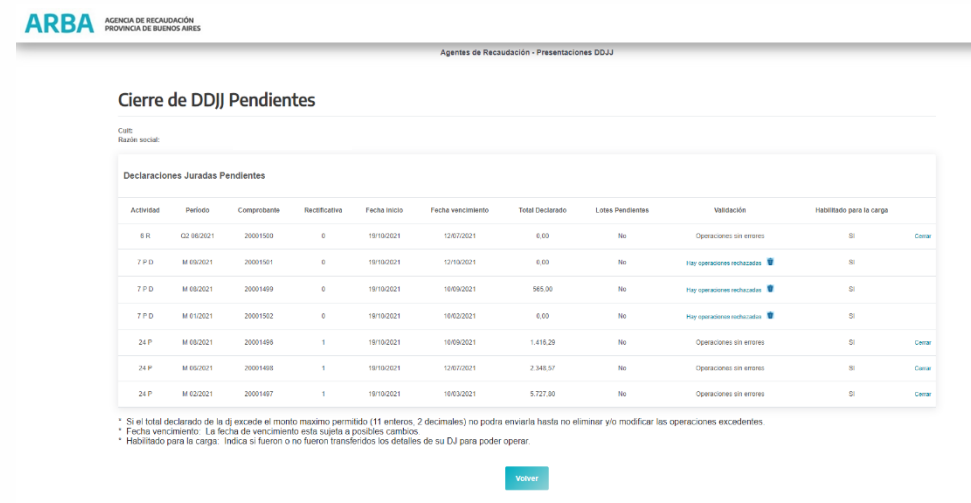 ARBA AGENCIA DE RECAUDACIÓN
PROVINCIA DE BUENOS AIRES
Agentes de Recaudación - Presentaciones DDJJ
Cierre de DDJJ Pendientes
Cuit:
Razón social:
Declaraciones Juradas Pendientes
Actividad Período Comprobante Rectificativa Fecha inicio Fecha vencimiento Total Declarado Lotes Pendientes Validación Habilitado para la carga
6 R Q2 06/2021 20001500 0 19/10/2021 12/07/2021 0,00 No Operaciones sin errores SI Cerrar
7 P D M 09/2021 20001501 0 19/10/2021 12/10/2021 0,00 No Hay operaciones rechazadas SI
7 P D M 08/2021 20001499 0 19/10/2021 10/09/2021 565,00 No Hay operaciones rechazadas SI
7 P D M 01/2021 20001502 0 19/10/2021 10/02/2021 0,00 No Hay operaciones rechazadas SI
24 P M 08/2021 20001496 1 19/10/2021 10/09/2021 1.416,29 No Operaciones sin errores SI Cerrar
24 P M 06/2021 20001498 1 19/10/2021 12/07/2021 2.348,57 No Operaciones sin errores SI Cerrar
24 P M 02/2021 20001497 1 19/10/2021 10/03/2021 5.727,80 No Operaciones sin errores SI Cerrar
* Si el total declarado de la dj excede el monto maximo permitido (11 enteros, 2 decimales) no podra enviarla hasta no eliminar y/o modificar las operaciones excedentes.
* Fecha vencimiento: La fecha de vencimiento esta sujeta a posibles cambios
* Habilitado para la carga: Indica si fueron o no fueron transferidos los detalles de su DJ para poder operar.
Volver